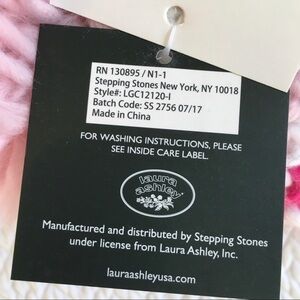 RN 130895 / N1-1
Stepping Stones New York, NY 10018
Style#: LGC12120-I
Batch Code: SS 2756 07/17
Made in China
FOR WASHING INSTRUCTIONS, PLEASE
SEE INSIDE CARE LABEL.
laura
ashley
Manufactured and distributed by Stepping Stones
under license from Laura Ashley, Inc.
lauraashleyusa.com